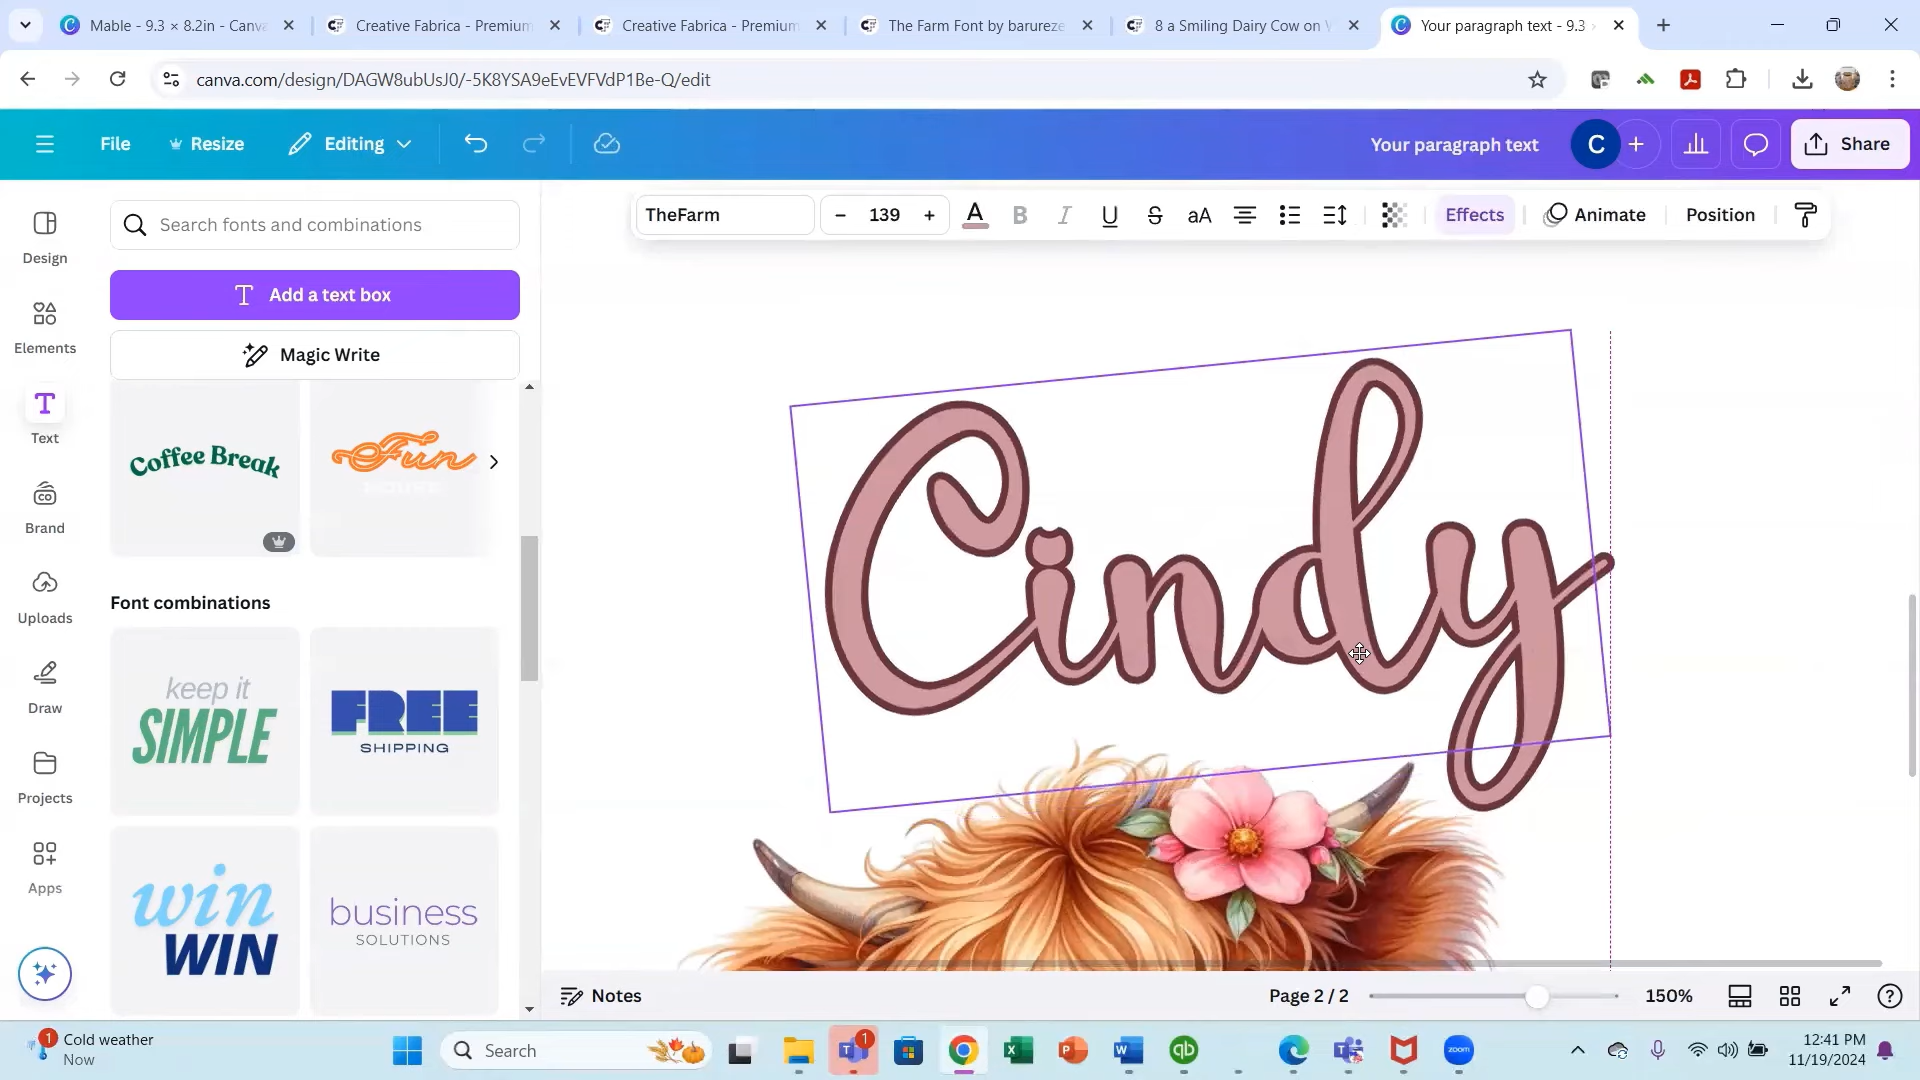 Mable - 9.3 × 8.2in - Canva
Creative Fabrica - Premium
Creative Fabrica - Premium
The Farm Font by barureze
8 a Smiling Dairy Cow on
Your paragraph text - 9.3
canva.com/design/DAGW8ubUsJ0/-5K8YSA9eEvEVFVdP1Be-Q/edit
File
Resize
Editing
Your paragraph text
C
Share
Design
Elements
Text
Brand
Uploads
Draw
Projects
Apps
Search fonts and combinations
Add a text box
Magic Write
Coffee Break
Fun
Font combinations
keep it
SIMPLE
FREE
SHIPPING
win
WIN
business
SOLUTIONS
TheFarm
139
A
B
I
U
S
aA
Effects
Animate
Position
Cindy
Notes
Page 2 / 2
150%
1
Cold weather
Now
Search
1
zoom
12:41 PM
11/19/2024